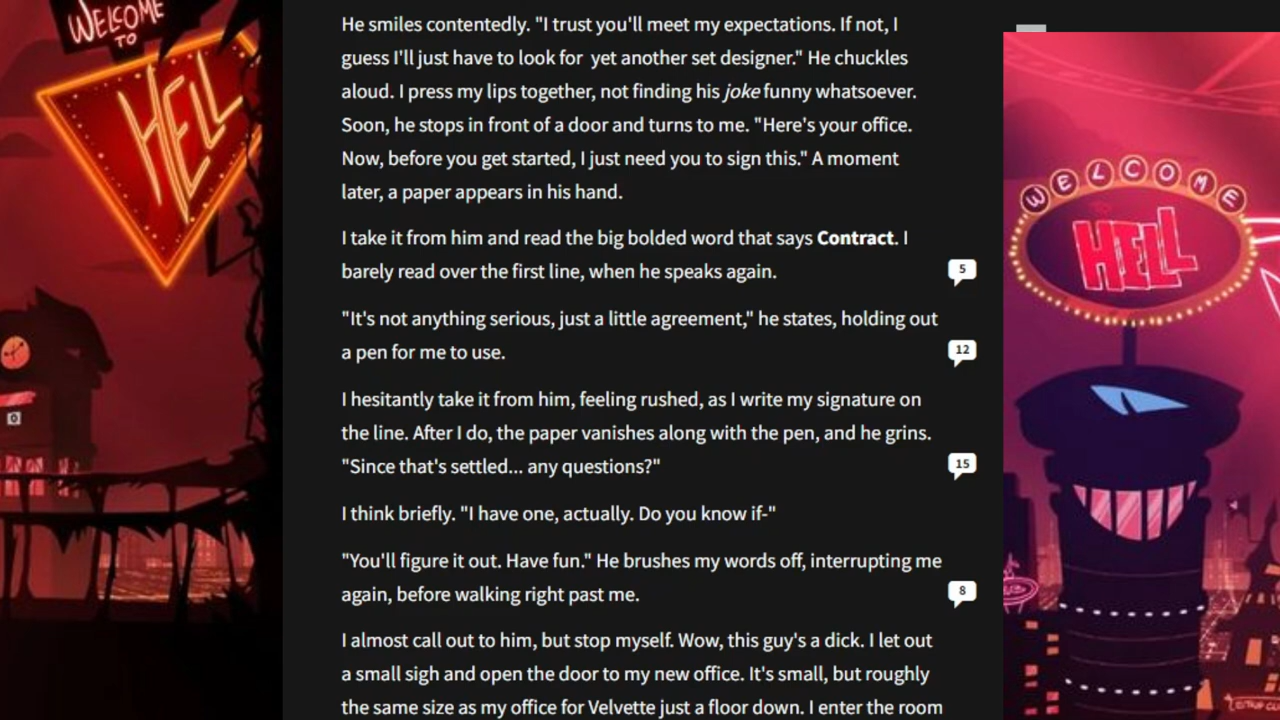 WELCOME
TO
HELL
He smiles contentedly. "I trust you'll meet my expectations. If not, I
guess I'll just have to look for  yet another set designer." He chuckles
aloud. I press my lips together, not finding his joke funny whatsoever.
Soon, he stops in front of a door and turns to me. "Here's your office.
Now, before you get started, I just need you to sign this." A moment
later, a paper appears in his hand.
I take it from him and read the big bolded word that says Contract. I
barely read over the first line, when he speaks again.
5
"It's not anything serious, just a little agreement," he states, holding out
a pen for me to use.
12
I hesitantly take it from him, feeling rushed, as I write my signature on
the line. After I do, the paper vanishes along with the pen, and he grins.
"Since that's settled... any questions?"
15
I think briefly. "I have one, actually. Do you know if-"
"You'll figure it out. Have fun." He brushes my words off, interrupting me
again, before walking right past me.
8
I almost call out to him, but stop myself. Wow, this guy's a dick. I let out
a small sigh and open the door to my new office. It's small, but roughly
the same size as my office for Velvette just a floor down. I enter the room
WELCOME
HELL